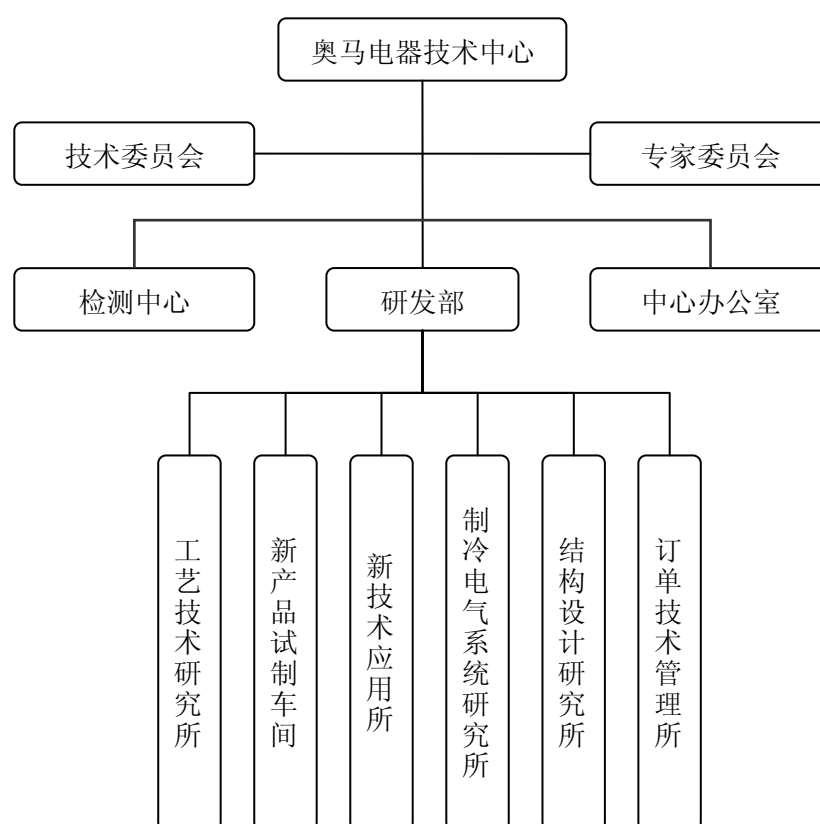 奥马电器技术中心
技术委员会
专家委员会
检测中心
研发部
中心办公室
工艺技术研究所
新产品试制车间
新技术应用所
制冷电气系统研究所
结构设计研究所
订单技术管理所